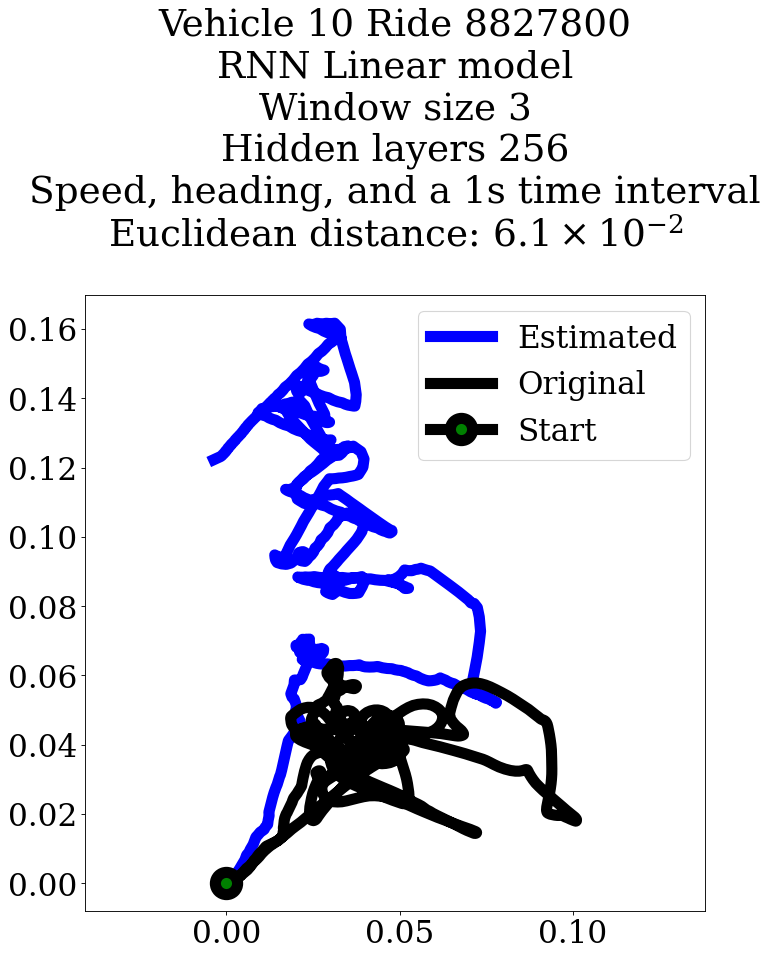 Vehicle 10 Ride 8827800
RNN Linear model
Window size 3
Hidden layers 256
Speed, heading, and a 1s time interval
Euclidean distance: 6.1 × 10⁻²
Estimated
Original
Start
0.16
0.14
0.12
0.10
0.08
0.06
0.04
0.02
0.00
0.00 0.05 0.10